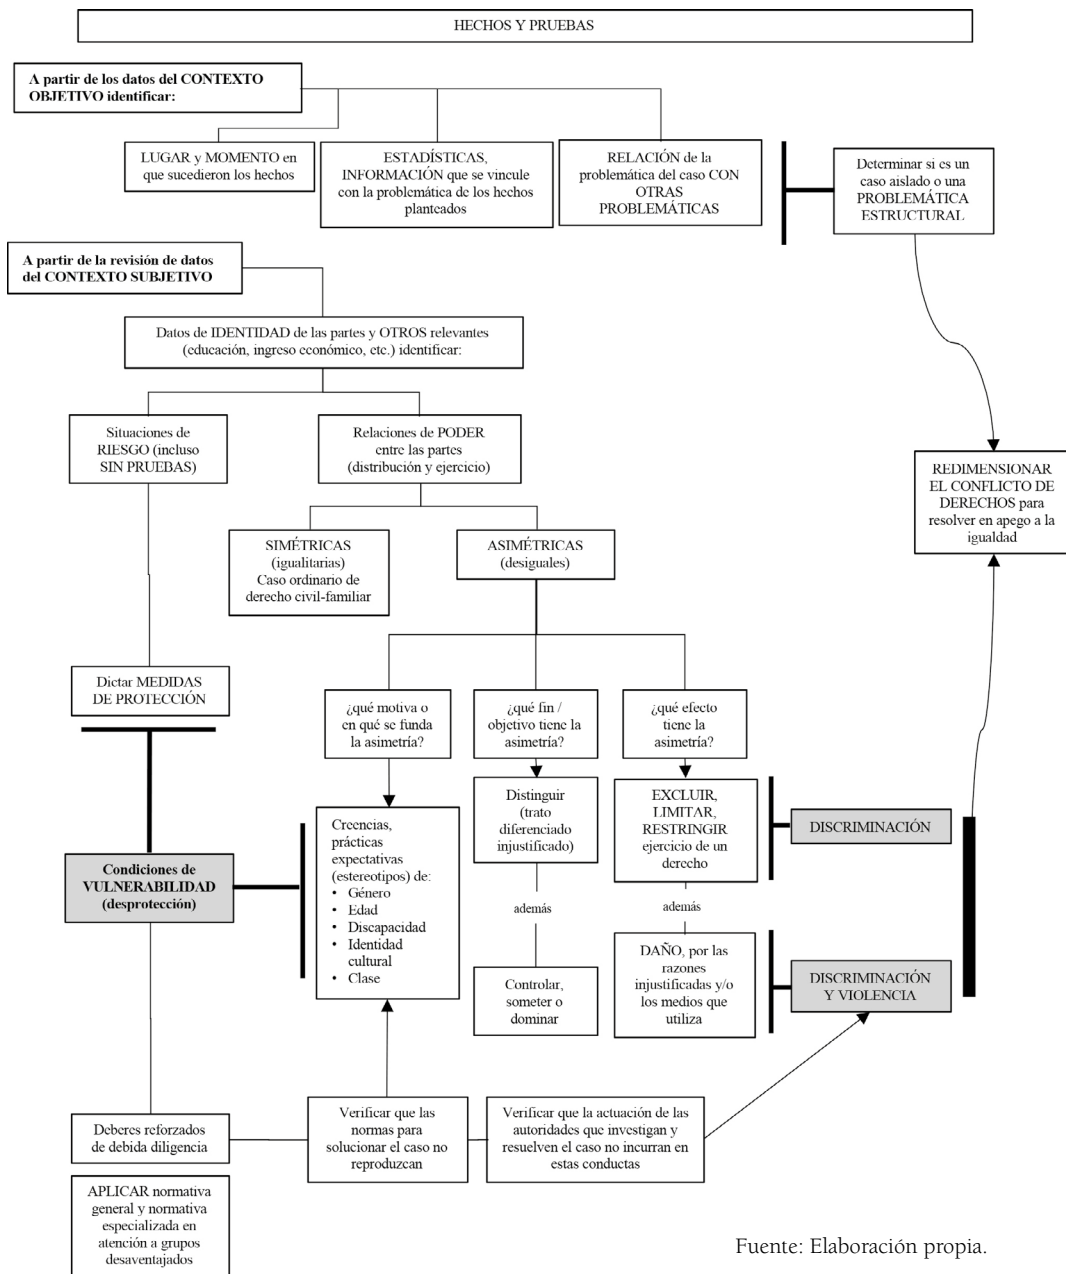 HECHOS Y PRUEBAS
A partir de los datos del CONTEXTO
OBJETIVO identificar:
LUGAR y MOMENTO en
que sucedieron los hechos
ESTADÍSTICAS,
INFORMACIÓN que se vincule
con la problemática de los hechos
planteados
RELACIÓN de la
problemática del caso CON
OTRAS
PROBLEMÁTICAS
Determinar si es un
caso aislado o una
PROBLEMÁTICA
ESTRUCTURAL
A partir de la revisión de datos
del CONTEXTO SUBJETIVO
Datos de IDENTIDAD de las partes y OTROS relevantes
(educación, ingreso económico, etc.) identificar:
Situaciones de
RIESGO (incluso
SIN PRUEBAS)
Relaciones de PODER
entre las partes
(distribución y ejercicio)
REDIMENSIONAR
EL CONFLICTO DE
DERECHOS para
resolver en apego a la
igualdad
SIMÉTRICAS
(igualitarias)
Caso ordinario de
derecho civil-familiar
ASIMÉTRICAS
(desiguales)
Dictar MEDIDAS
DE PROTECCIÓN
¿qué motiva o
en qué se funda
la asimetría?
¿qué fin /
objetivo tiene la
asimetría?
¿qué efecto
tiene la
asimetría?
Creencias,
prácticas
expectativas
(estereotipos) de:
• Género
• Edad
• Discapacidad
• Identidad
cultural
• Clase
Distinguir
(trato
diferenciado
injustificado)
EXCLUIR,
LIMITAR,
RESTRINGIR
ejercicio de un
derecho
DISCRIMINACIÓN
Condiciones de
VULNERABILIDAD
(desprotección)
además
además
Controlar,
someter o
dominar
DAÑO, por las
razones
injustificadas y/o
los medios que
utiliza
DISCRIMINACIÓN
Y VIOLENCIA
Deberes reforzados
de debida diligencia
Verificar que las
normas para
solucionar el caso no
reproduzcan
Verificar que la actuación de las
autoridades que investigan y
resuelven el caso no incurran en
estas conductas
APLICAR normativa
general y normativa
especializada en
atención a grupos
desaventajados
Fuente: Elaboración propia.